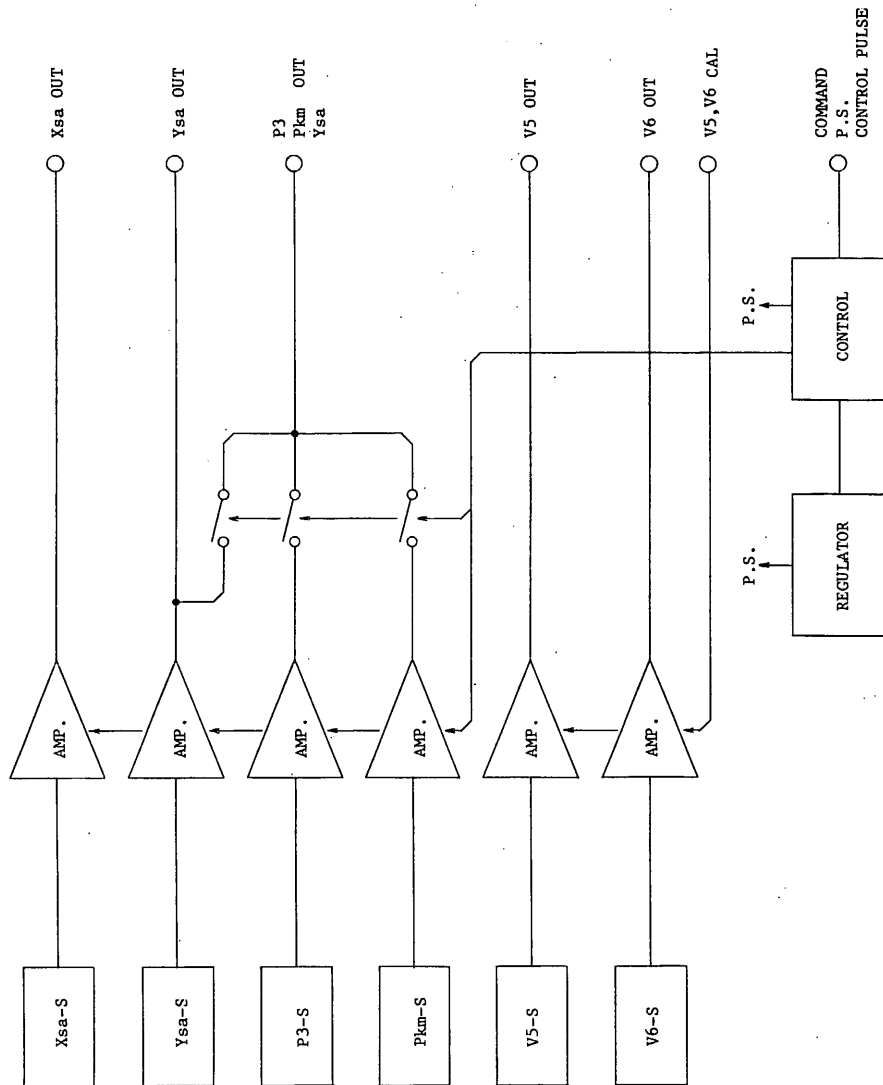 Xsa-S
AMP.
Xsa OUT
Ysa-S
AMP.
Ysa OUT
P3-S
AMP.
P3
Pkm OUT
Ysa
Pkm-S
AMP.
V5-S
AMP.
V5 OUT
V6-S
AMP.
V6 OUT
V5,V6 CAL
P.S.
P.S.
REGULATOR
CONTROL
COMMAND
P.S.
CONTROL PULSE